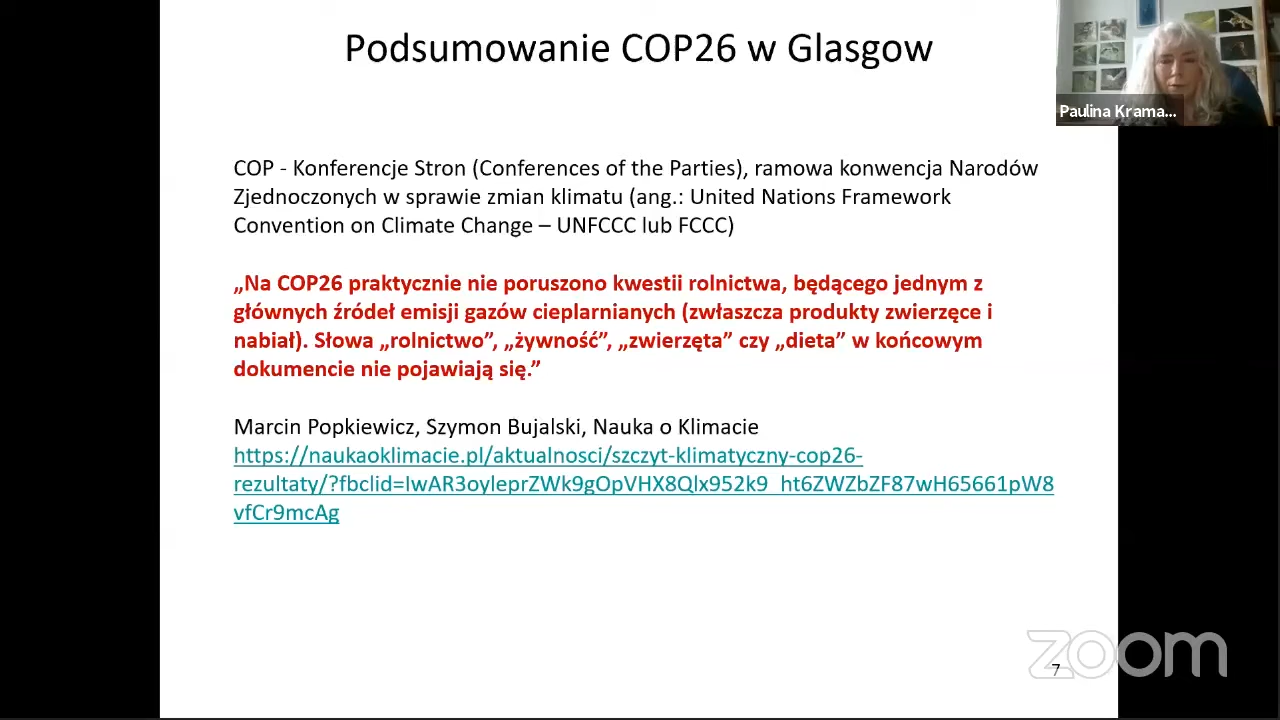 Podsumowanie COP26 w Glasgow
Paulina Krama...
COP - Konferencje Stron (Conferences of the Parties), ramowa konwencja Narodów
Zjednoczonych w sprawie zmian klimatu (ang.: United Nations Framework
Convention on Climate Change – UNFCCC lub FCCC)
„Na COP26 praktycznie nie poruszono kwestii rolnictwa, będącego jednym z
głównych źródeł emisji gazów cieplarnianych (zwłaszcza produkty zwierzęce i
nabiał). Słowa „rolnictwo”, „żywność”, „zwierzęta” czy „dieta” w końcowym
dokumencie nie pojawiają się.”
Marcin Popkiewicz, Szymon Bujalski, Nauka o Klimacie
https://naukaoklimacie.pl/aktualnosci/szczyt-klimatyczny-cop26-
rezultaty/?fbclid=IwAR3oyleprZWk9gOpVHX8Qlx952k9_ht6ZWZbZF87wH65661pW8
vfCr9mcAg
zoom
7